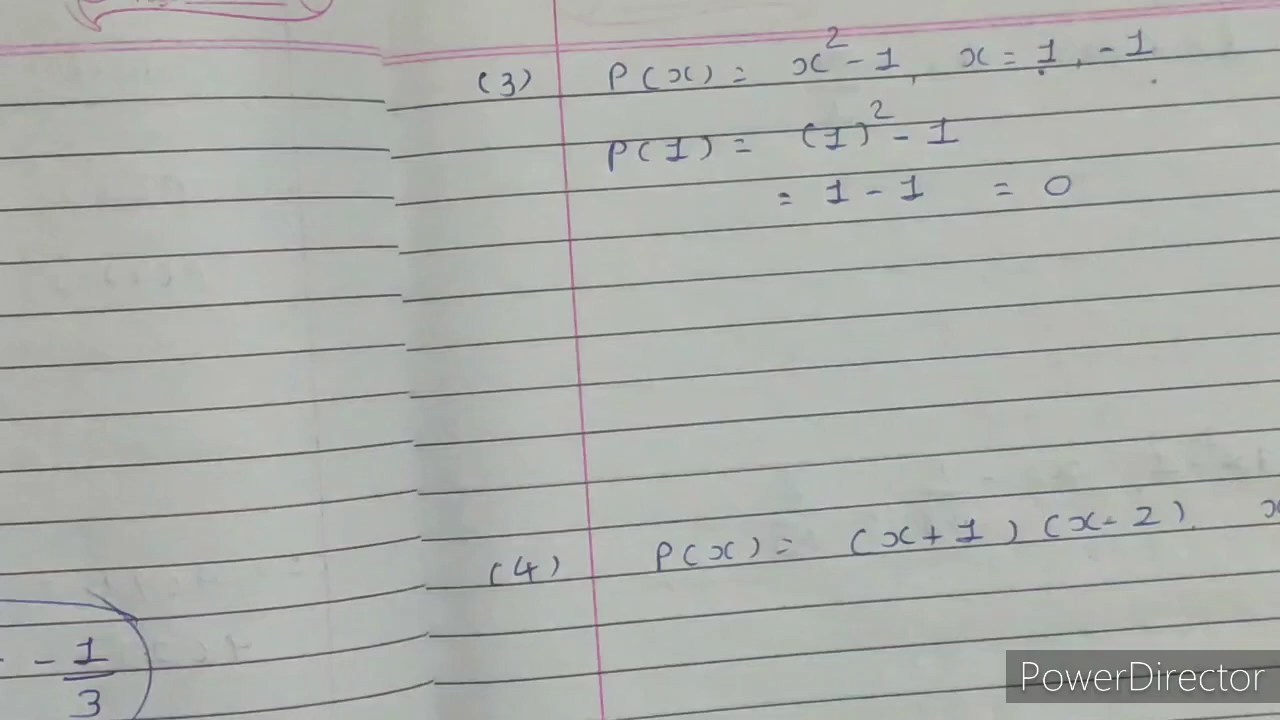 (3) P(x) = x² - 1, x = 1, -1
P(1) = (1)² - 1
= 1 - 1 = 0
(4) P(x) = (x + 1) (x - 2), x
- 1/3
PowerDirector